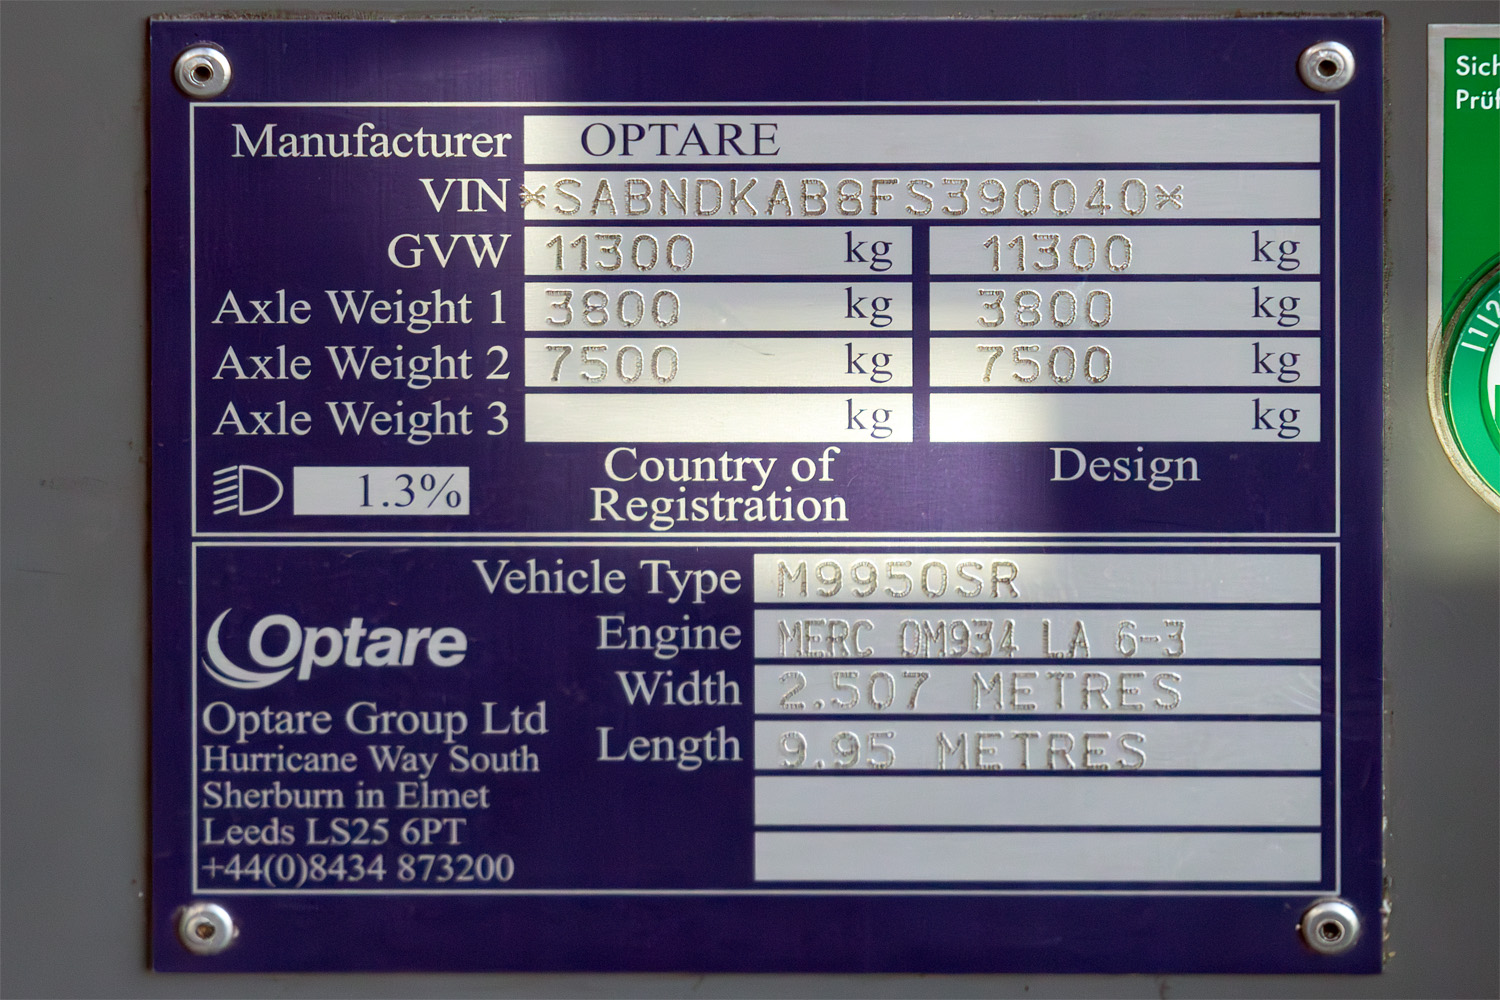 Manufacturer OPTARE
VIN *SABNDKAB8FS390040*
GVW 11300 kg 11300 kg
Axle Weight 1 3800 kg 3800 kg
Axle Weight 2 7500 kg 7500 kg
Axle Weight 3 kg kg
1.3%
Country of
Registration
Design
Vehicle Type M9950SR
Engine MERC OM934 LA 6-3
Width 2.507 METRES
Length 9.95 METRES
Optare
Optare Group Ltd
Hurricane Way South
Sherburn in Elmet
Leeds LS25 6PT
+44(0)8434 873200